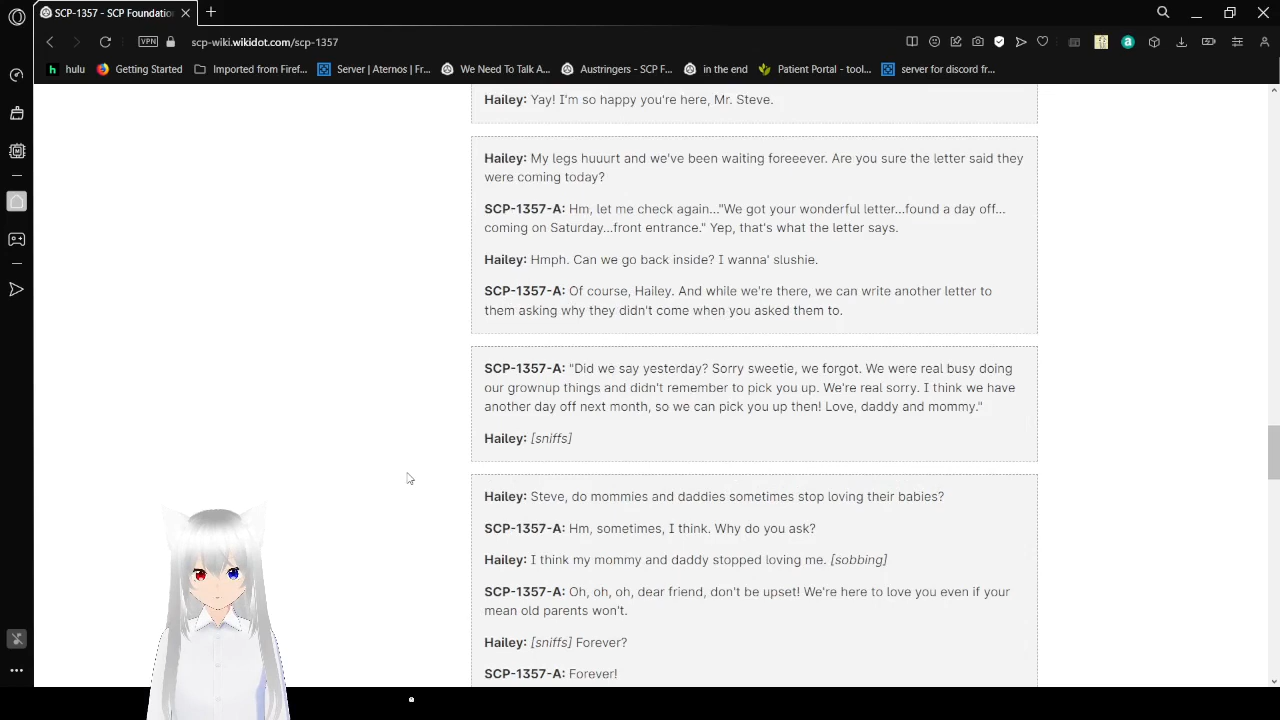 SCP-1357 - SCP Foundatio
scp-wiki.wikidot.com/scp-1357
VPN
hulu
Getting Started
Imported from Firef...
Server | Aternos | Fr...
We Need To Talk A...
Austringers - SCP F...
in the end
Patient Portal - tool...
server for discord fr...
Hailey: Yay! I'm so happy you're here, Mr. Steve.
Hailey: My legs huuurt and we've been waiting foreeever. Are you sure the letter said they
were coming today?
SCP-1357-A: Hm, let me check again..."We got your wonderful letter...found a day off...
coming on Saturday...front entrance." Yep, that's what the letter says.
Hailey: Hmph. Can we go back inside? I wanna' slushie.
SCP-1357-A: Of course, Hailey. And while we're there, we can write another letter to
them asking why they didn't come when you asked them to.
SCP-1357-A: "Did we say yesterday? Sorry sweetie, we forgot. We were real busy doing
our grownup things and didn't remember to pick you up. We're real sorry. I think we have
another day off next month, so we can pick you up then! Love, daddy and mommy."
Hailey: [sniffs]
Hailey: Steve, do mommies and daddies sometimes stop loving their babies?
SCP-1357-A: Hm, sometimes, I think. Why do you ask?
Hailey: I think my mommy and daddy stopped loving me. [sobbing]
SCP-1357-A: Oh, oh, oh, dear friend, don't be upset! We're here to love you even if your
mean old parents won't.
Hailey: [sniffs] Forever?
SCP-1357-A: Forever!